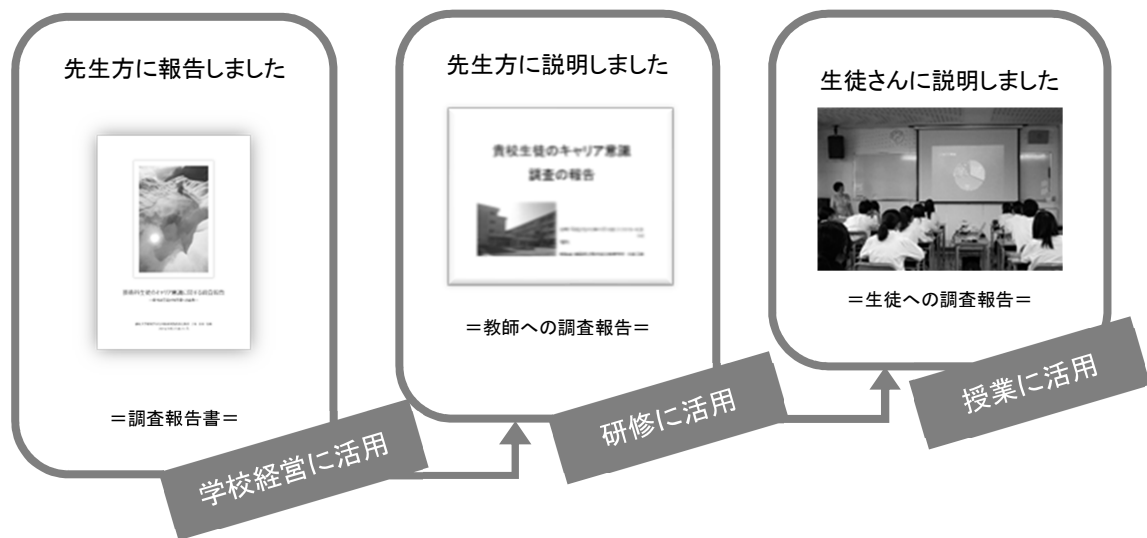 先生方に報告しました
=調査報告書=
学校経営に活用
先生方に説明しました
貴校生徒のキャリア意識
調査の報告
=教師への調査報告=
研修に活用
生徒さんに説明しました
=生徒への調査報告=
授業に活用